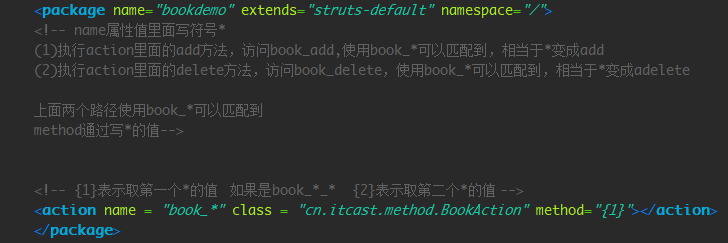 <package name="bookdemo" extends="struts-default" namespace="/">
<!-- name属性值里面写符号*
(1)执行action里面的add方法，访问book_add,使用book_*可以匹配到，相当于*变成add
(2)执行action里面的delete方法，访问book_delete，使用book_*可以匹配到，相当于*变成adelete
上面两个路径使用book_*可以匹配到
method通过写*的值-->
<!-- {1}表示取第一个*的值 如果是book_*_* {2}表示取第二个*的值 -->
<action name = "book_*" class = "cn.itcast.method.BookAction" method="{1}"></action>
</package>